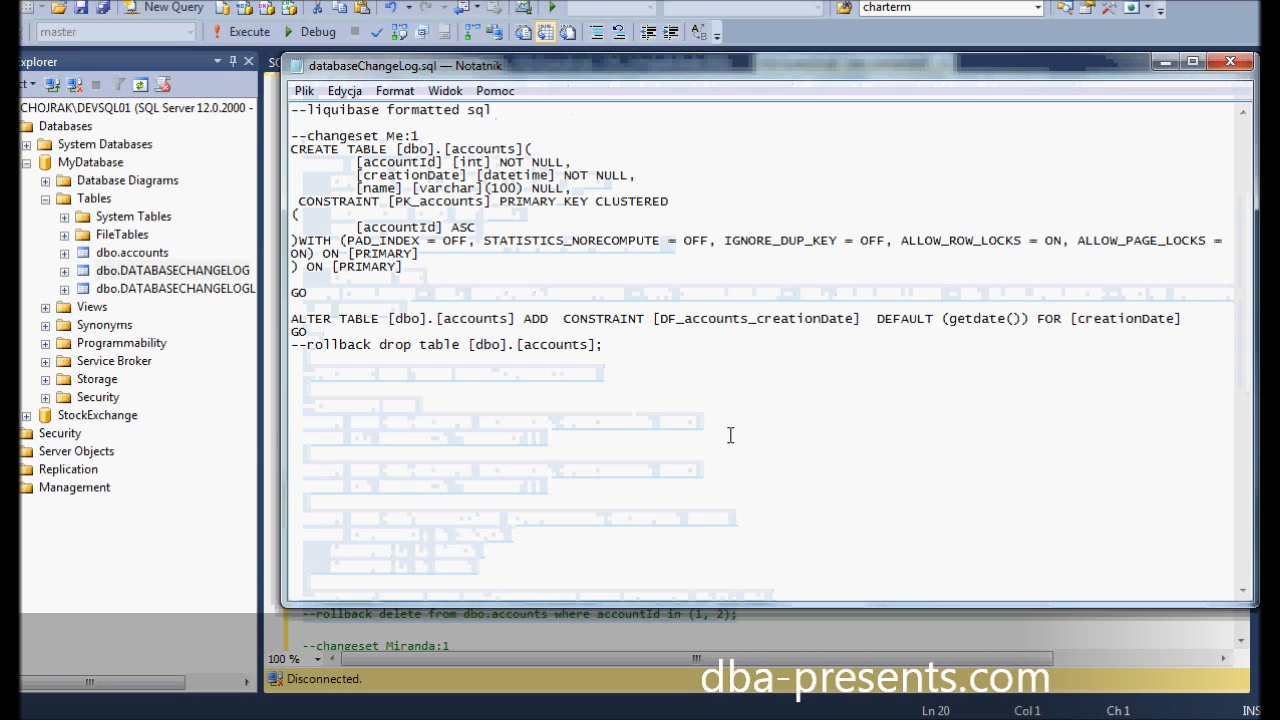 New Query
charterm
master
Execute
Debug
xplorer
ct
CHOJRAK\DEVSQL01 (SQL Server 12.0.2000 -
Databases
System Databases
MyDatabase
Database Diagrams
Tables
System Tables
FileTables
dbo.accounts
dbo.DATABASECHANGELOG
dbo.DATABASECHANGELOGL
Views
Synonyms
Programmability
Service Broker
Storage
Security
StockExchange
Security
Server Objects
Replication
Management
databaseChangeLog.sql — Notatnik
Plik Edycja Format Widok Pomoc
--liquibase formatted sql
--changeset Me:1
CREATE TABLE [dbo].[accounts](
[accountId] [int] NOT NULL,
[creationDate] [datetime] NOT NULL,
[name] [varchar](100) NULL,
CONSTRAINT [PK_accounts] PRIMARY KEY CLUSTERED
(
[accountId] ASC
)WITH (PAD_INDEX = OFF, STATISTICS_NORECOMPUTE = OFF, IGNORE_DUP_KEY = OFF, ALLOW_ROW_LOCKS = ON, ALLOW_PAGE_LOCKS =
ON) ON [PRIMARY]
) ON [PRIMARY]
GO
ALTER TABLE [dbo].[accounts] ADD  CONSTRAINT [DF_accounts_creationDate]  DEFAULT (getdate()) FOR [creationDate]
GO
--rollback drop table [dbo].[accounts];
--rollback delete from dbo.accounts where accountId in (1, 2);
--changeset Miranda:1
100 %
Disconnected.
dba-presents.com
Ln 20 Col 1 Ch 1 INS